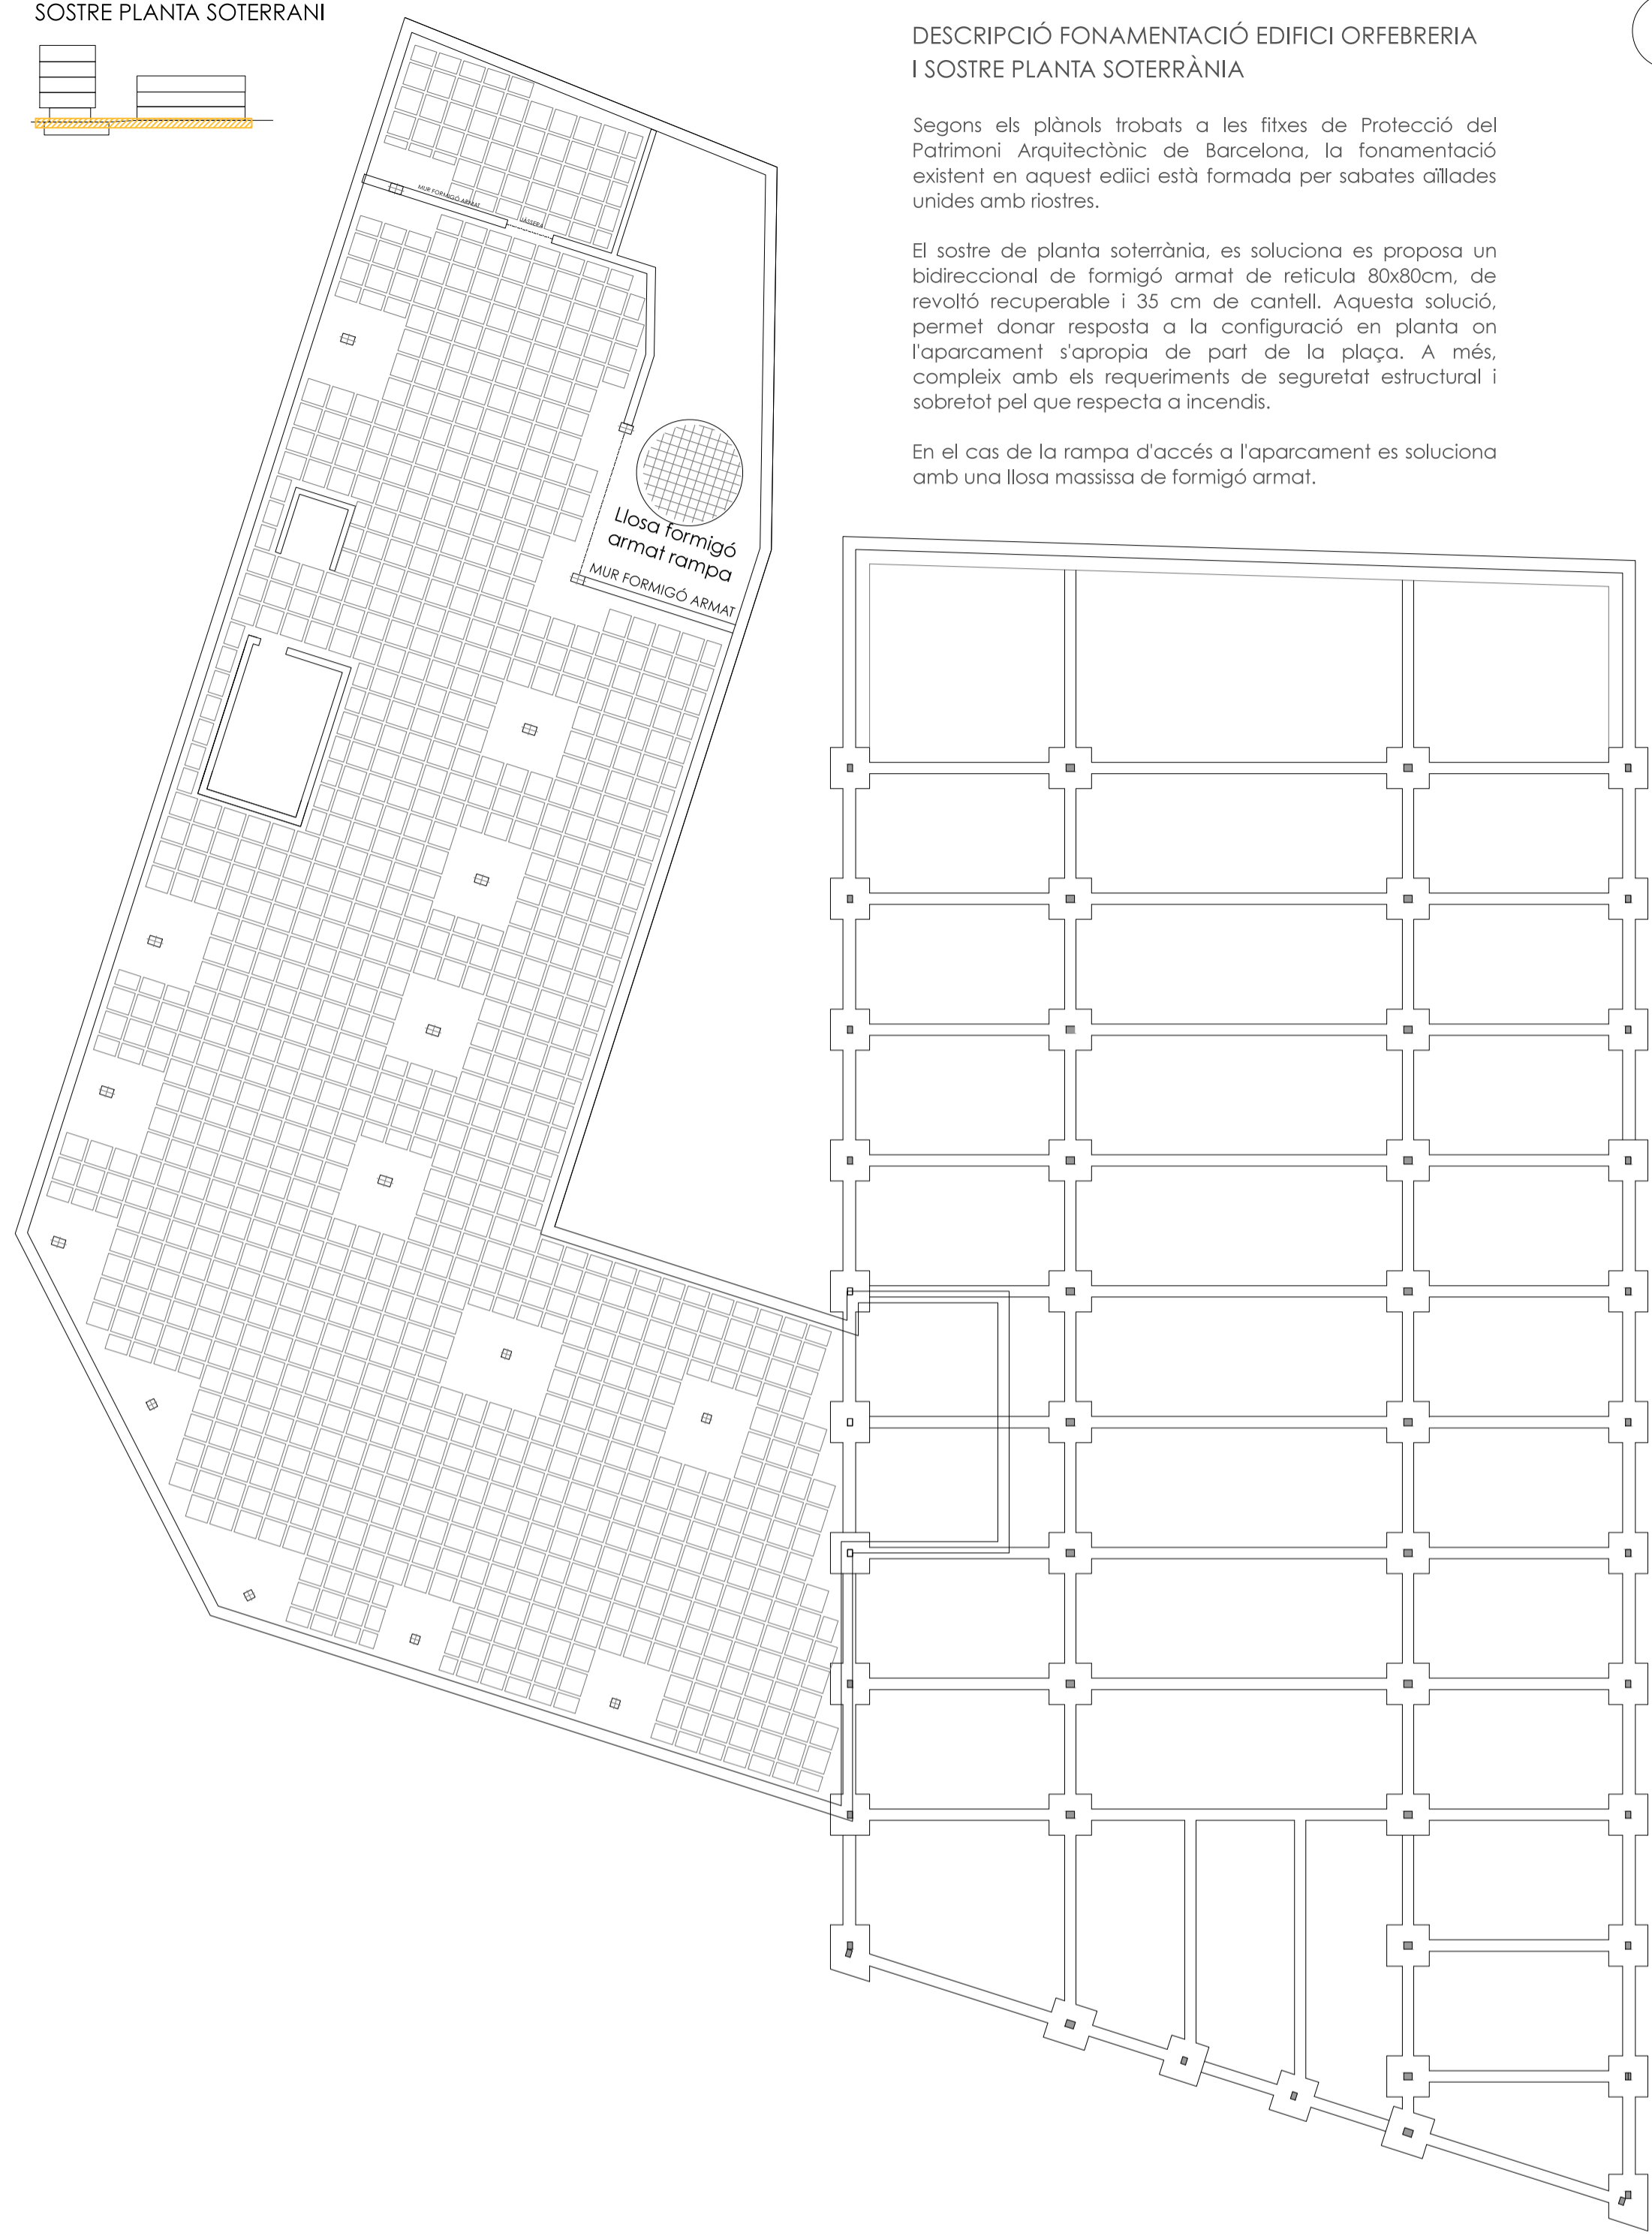 SOSTRE PLANTA SOTERRANI
DESCRIPCIÓ FONAMENTACIÓ EDIFICI ORFEBRERIA
I SOSTRE PLANTA SOTERRÀNIA
Segons els plànols trobats a les fitxes de Protecció del
Patrimoni Arquitectònic de Barcelona, la fonamentació
existent en aquest ediici està formada per sabates aïllades
unides amb riostres.
El sostre de planta soterrània, es soluciona es proposa un
bidireccional de formigó armat de reticula 80x80cm, de
revoltó recuperable i 35 cm de cantell. Aquesta solució,
permet donar resposta a la configuració en planta on
l'aparcament s'apropia de part de la plaça. A més,
compleix amb els requeriments de seguretat estructural i
sobretot pel que respecta a incendis.
En el cas de la rampa d'accés a l'aparcament es soluciona
amb una llosa massissa de formigó armat.
MUR FORMIGÓ ARMAT
JÀSSERA
Llosa formigó
armat rampa
MUR FORMIGÓ ARMAT